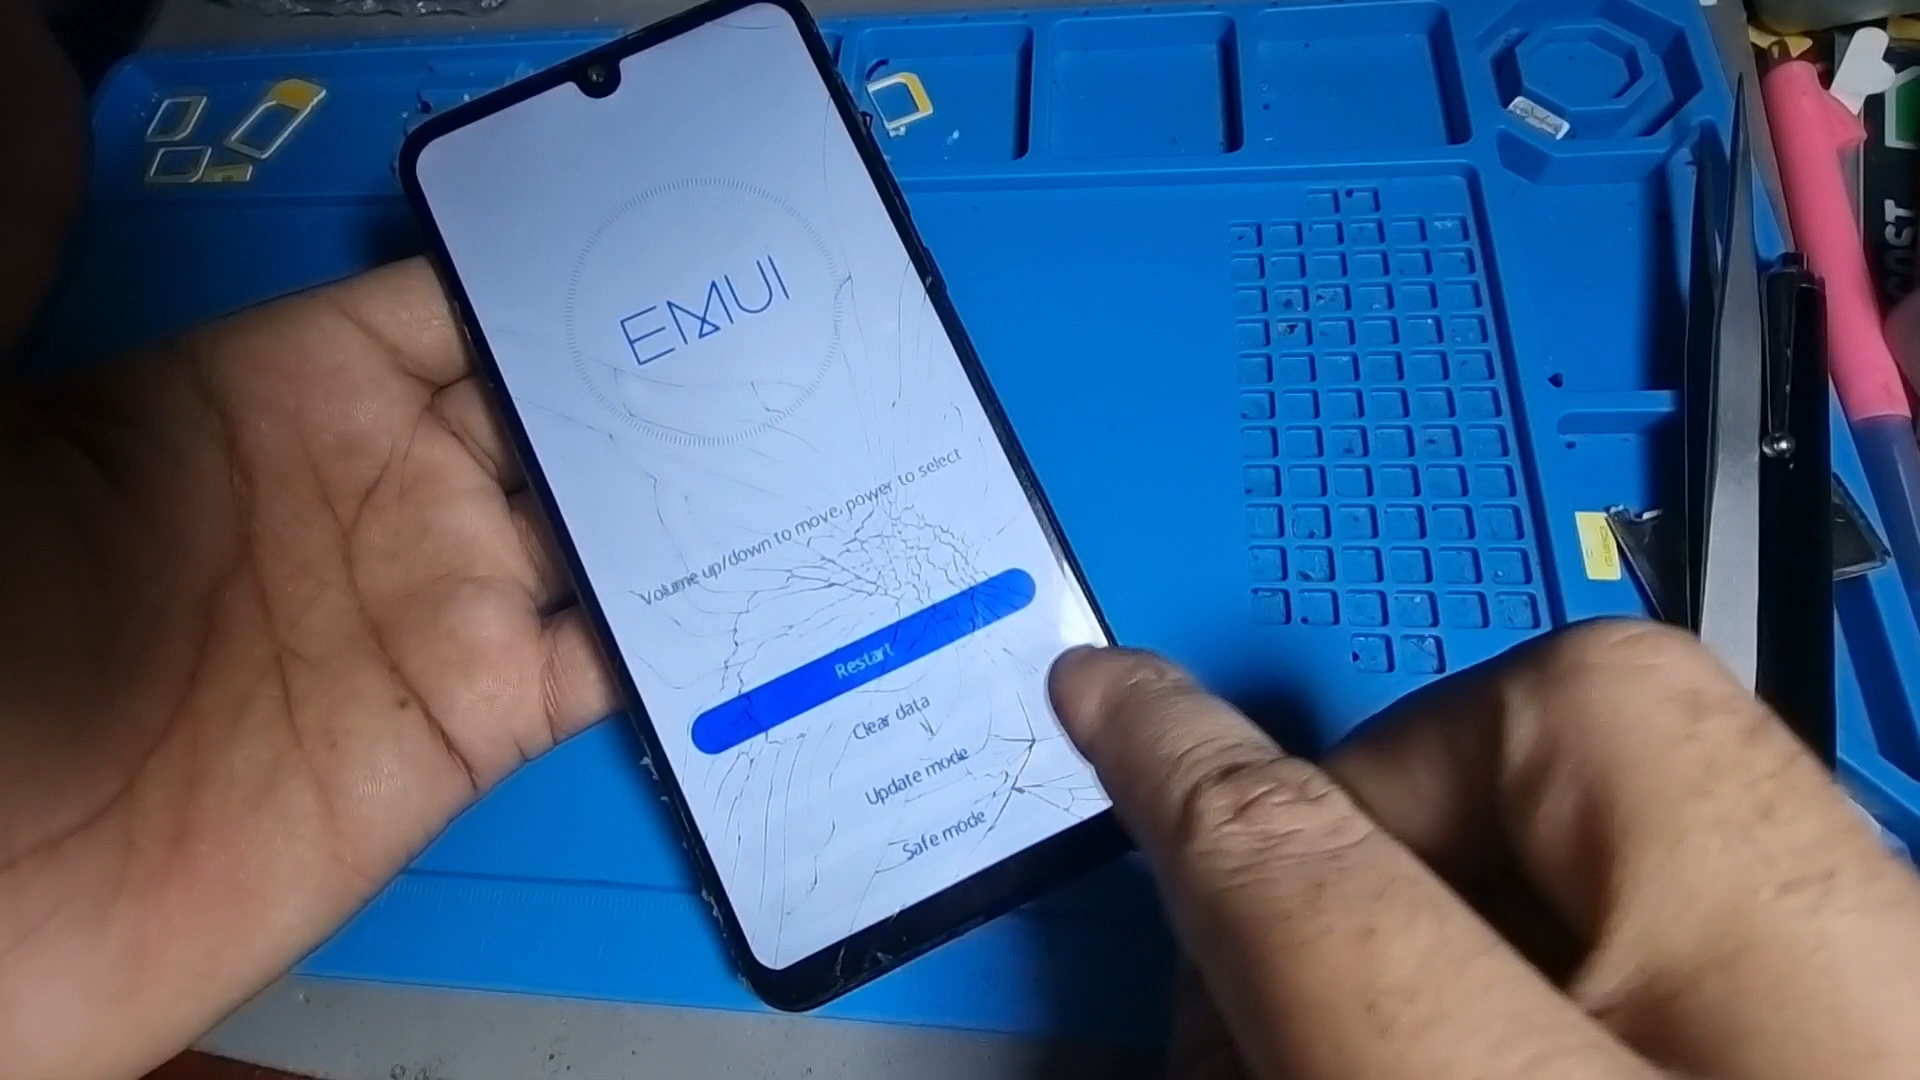 EMUI
Volume up/down to move, power to select
Restart
Clear data
Update mode
Safe mode